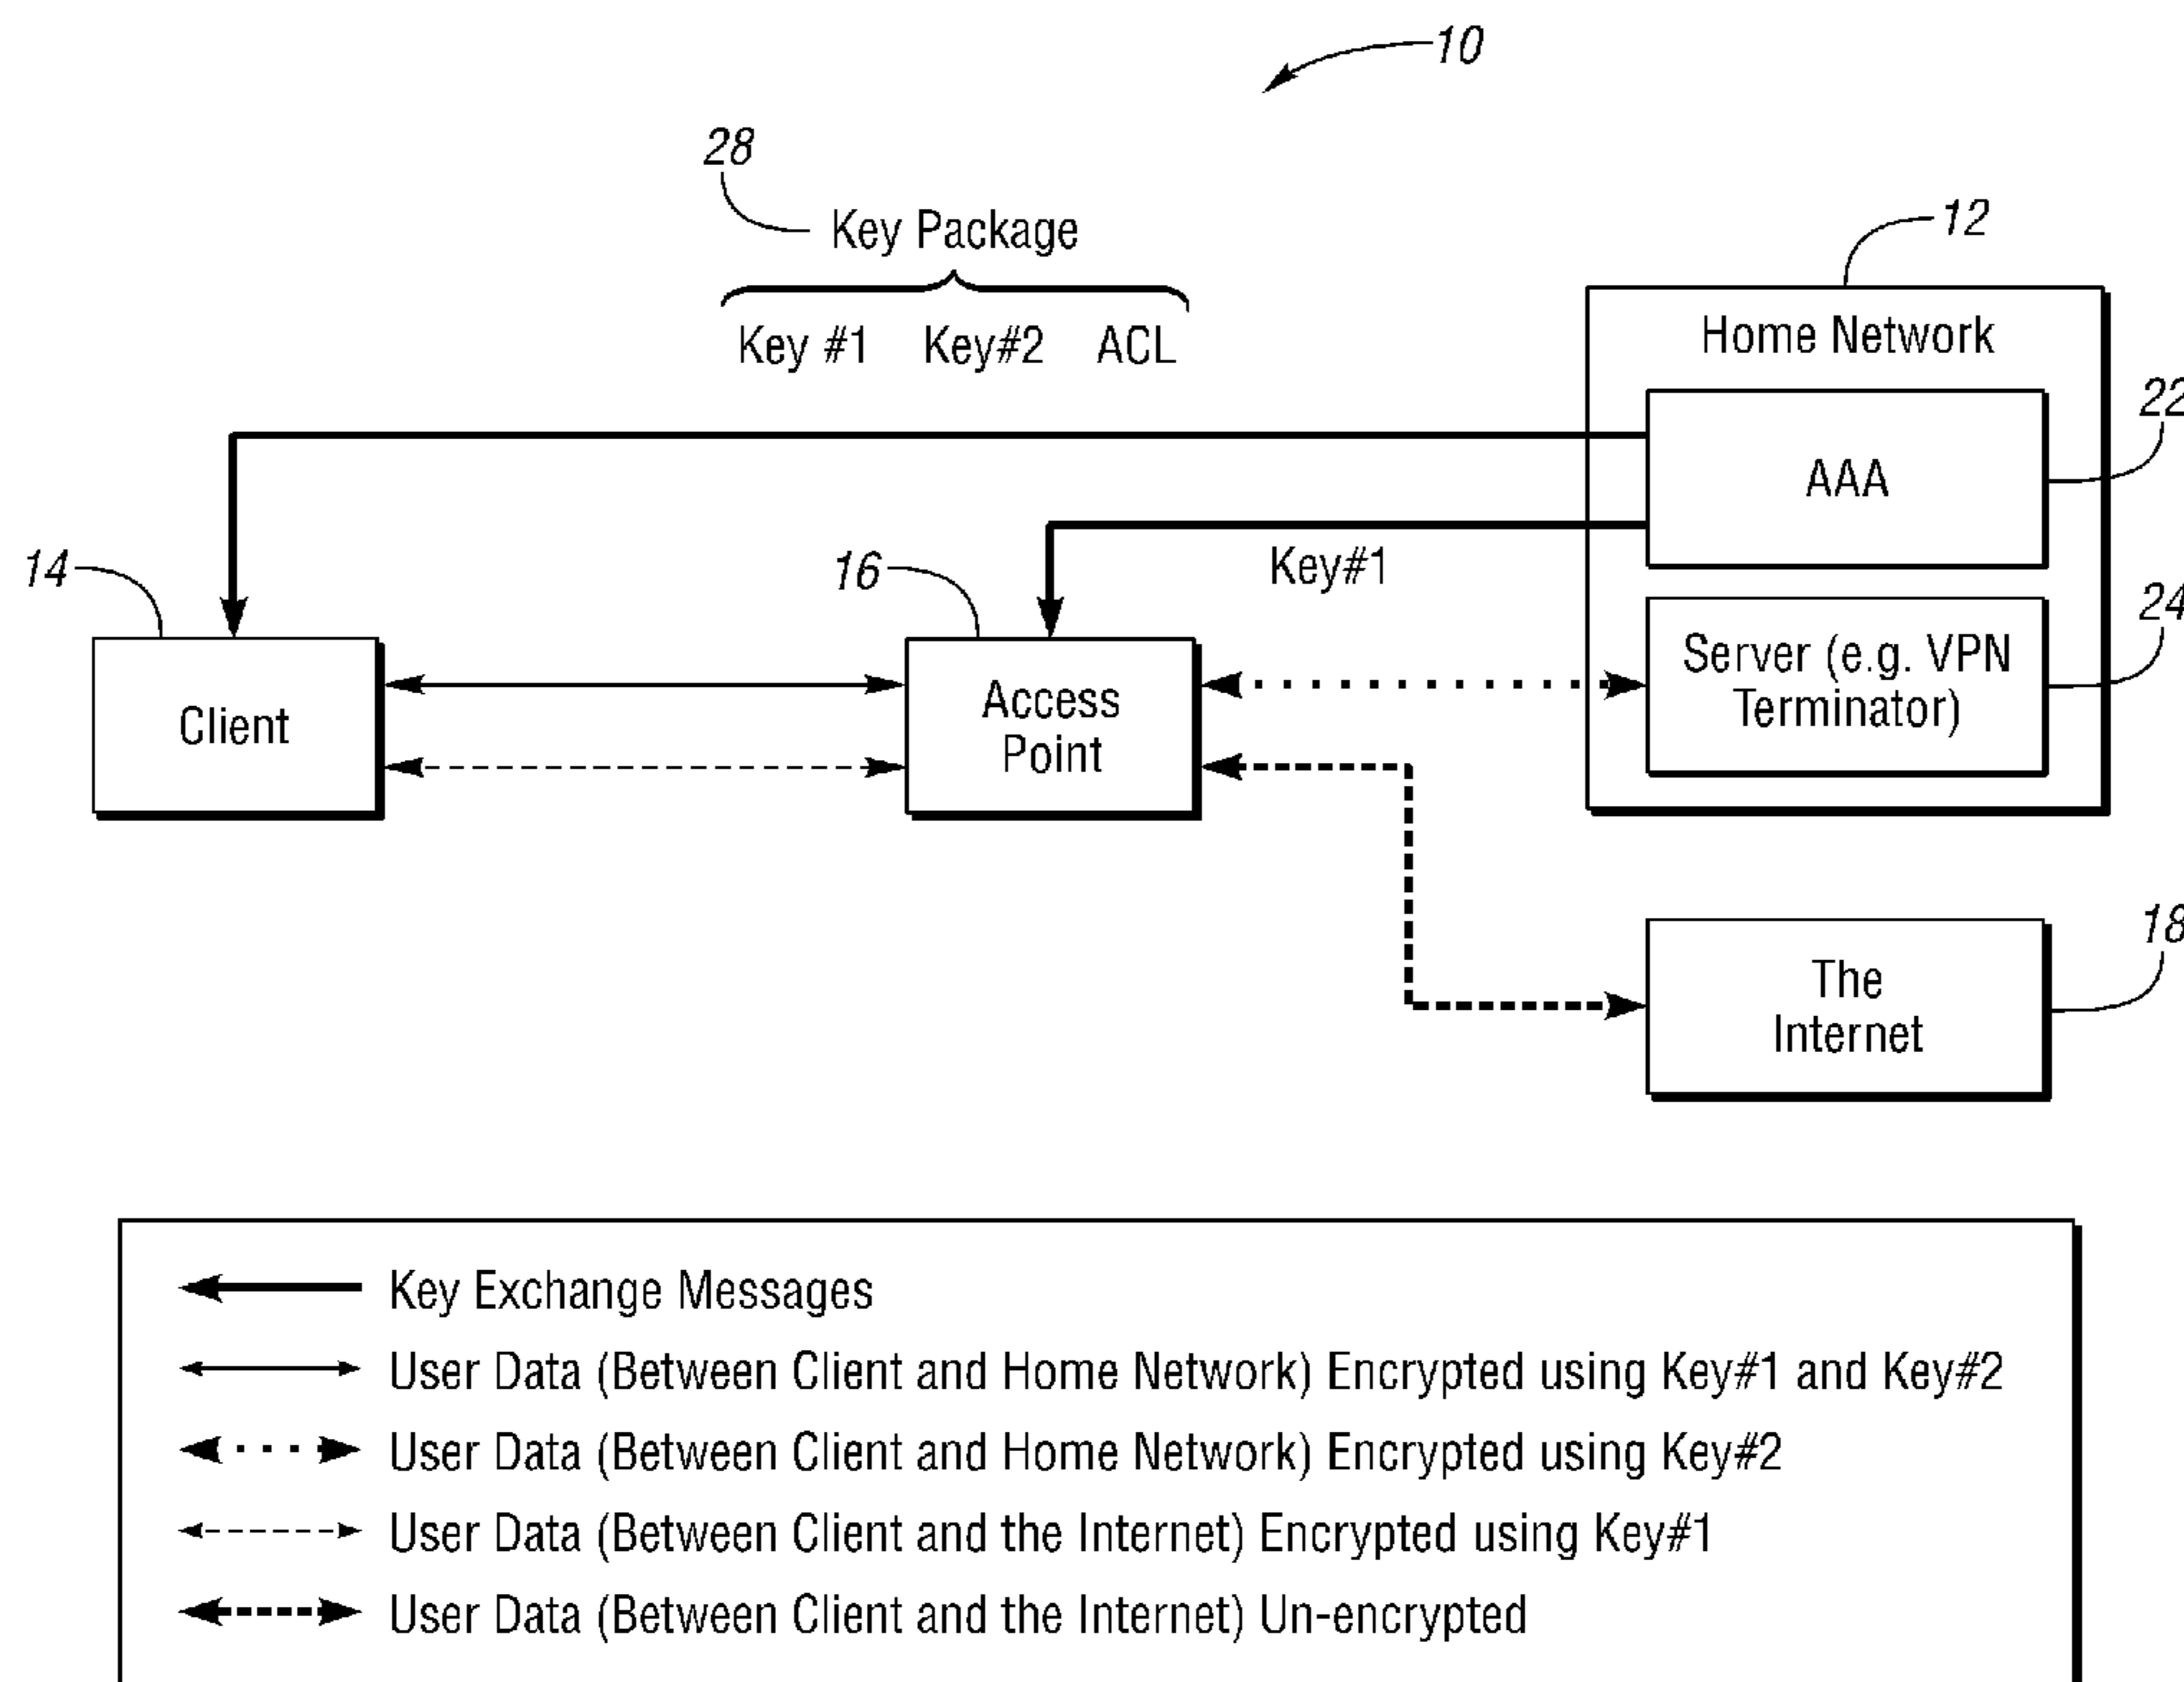 10
28
Key Package
12
Key #1 Key#2 ACL
Home Network
22
AAA
14
16
Key#1
24
Server (e.g. VPN
Terminator)
Client
Access
Point
18
The
Internet
Key Exchange Messages
User Data (Between Client and Home Network) Encrypted using Key#1 and Key#2
User Data (Between Client and Home Network) Encrypted using Key#2
User Data (Between Client and the Internet) Encrypted using Key#1
User Data (Between Client and the Internet) Un-encrypted